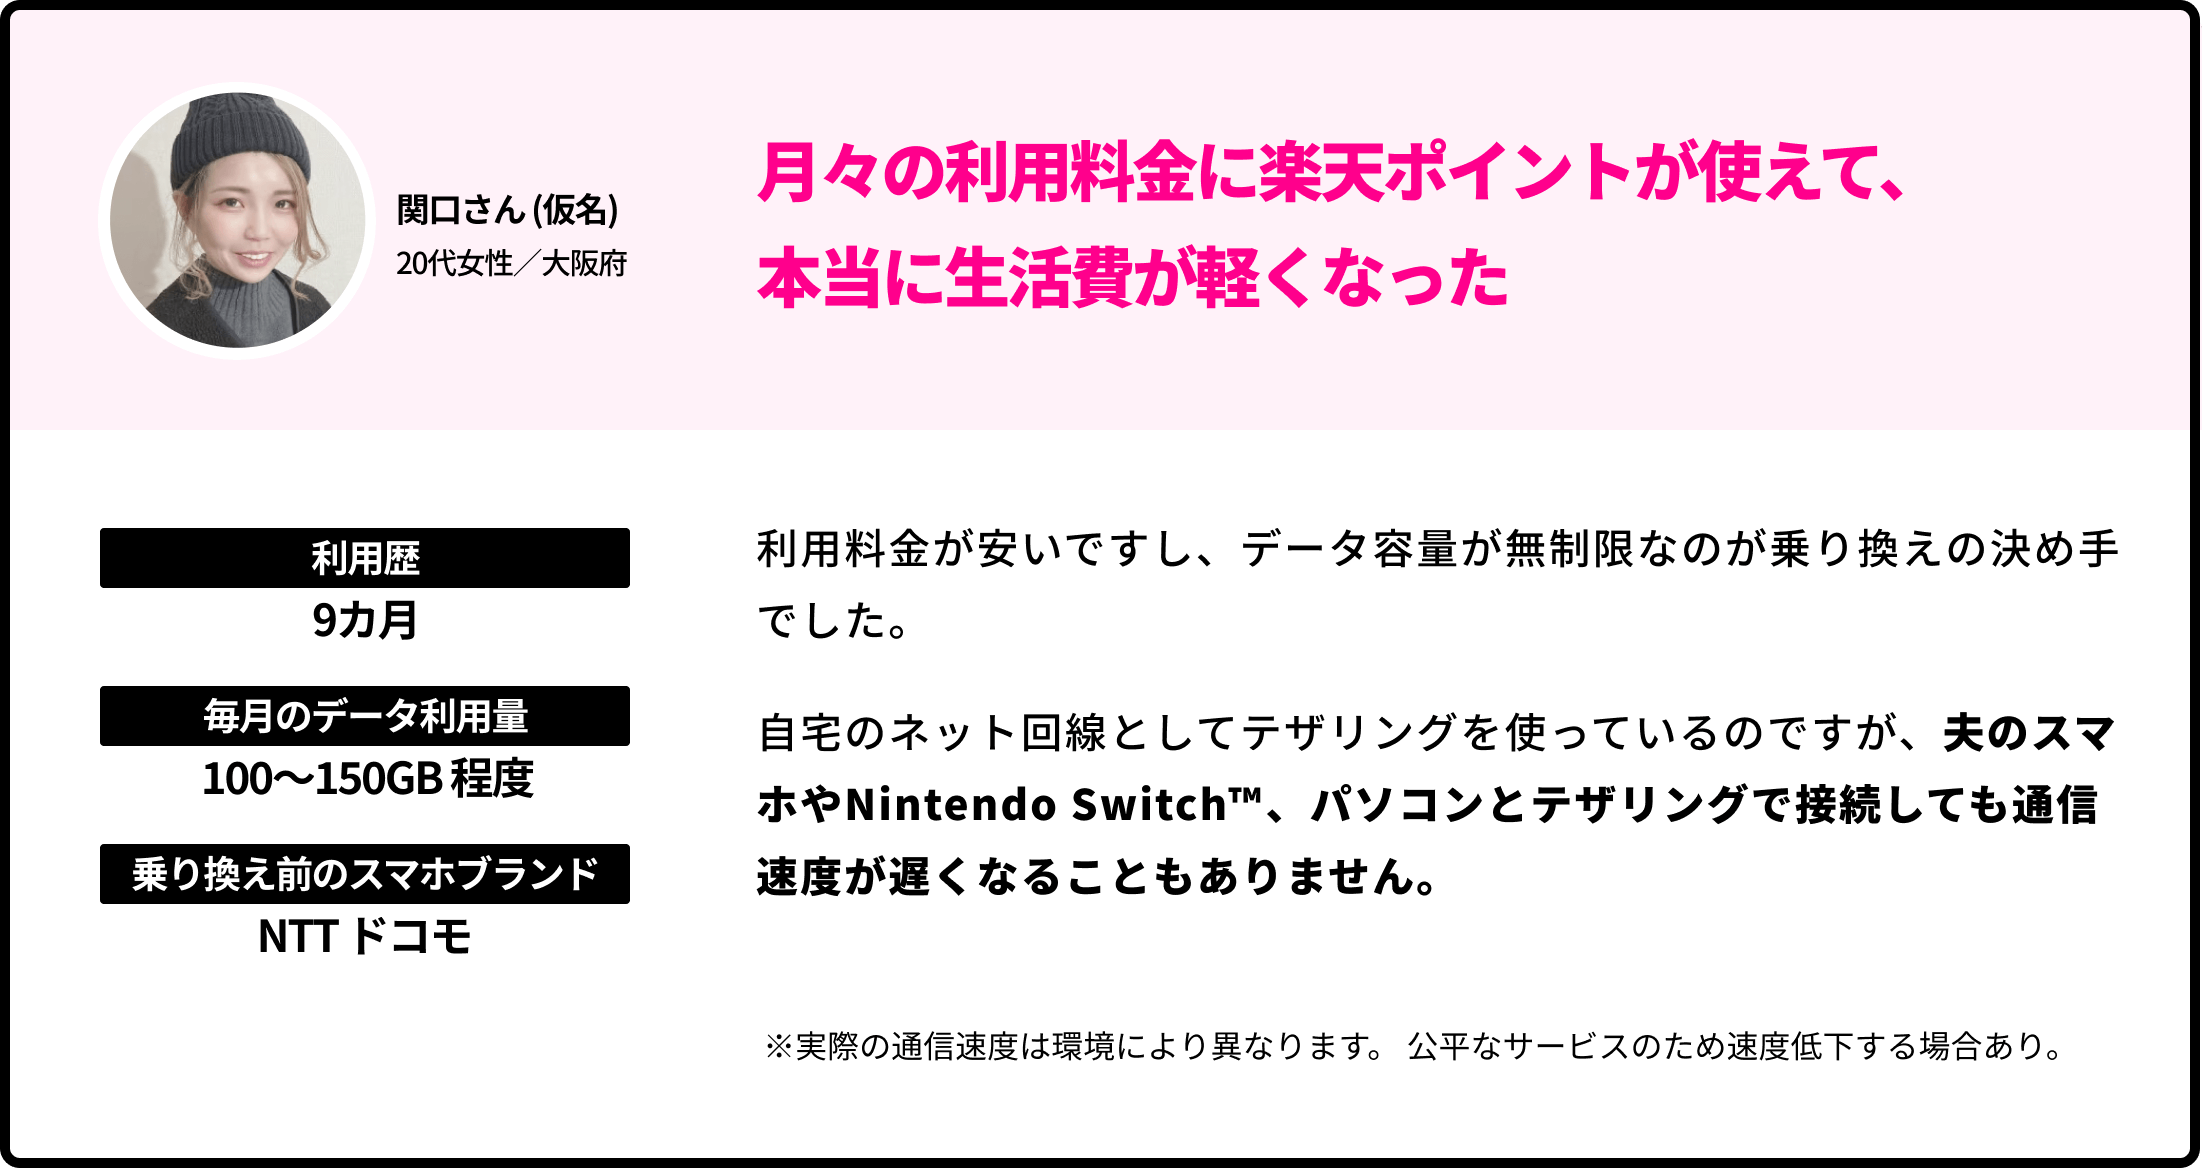 関口さん (仮名)
20代女性／大阪府
月々の利用料金に楽天ポイントが使えて、
本当に生活費が軽くなった
利用歴
9カ月
毎月のデータ利用量
100〜150GB 程度
乗り換え前のスマホブランド
NTT ドコモ
利用料金が安いですし、データ容量が無制限なのが乗り換えの決め手
でした。
自宅のネット回線としてテザリングを使っているのですが、夫のスマ
ホやNintendo Switch™、パソコンとテザリングで接続しても通信
速度が遅くなることもありません。
※実際の通信速度は環境により異なります。 公平なサービスのため速度低下する場合あり。